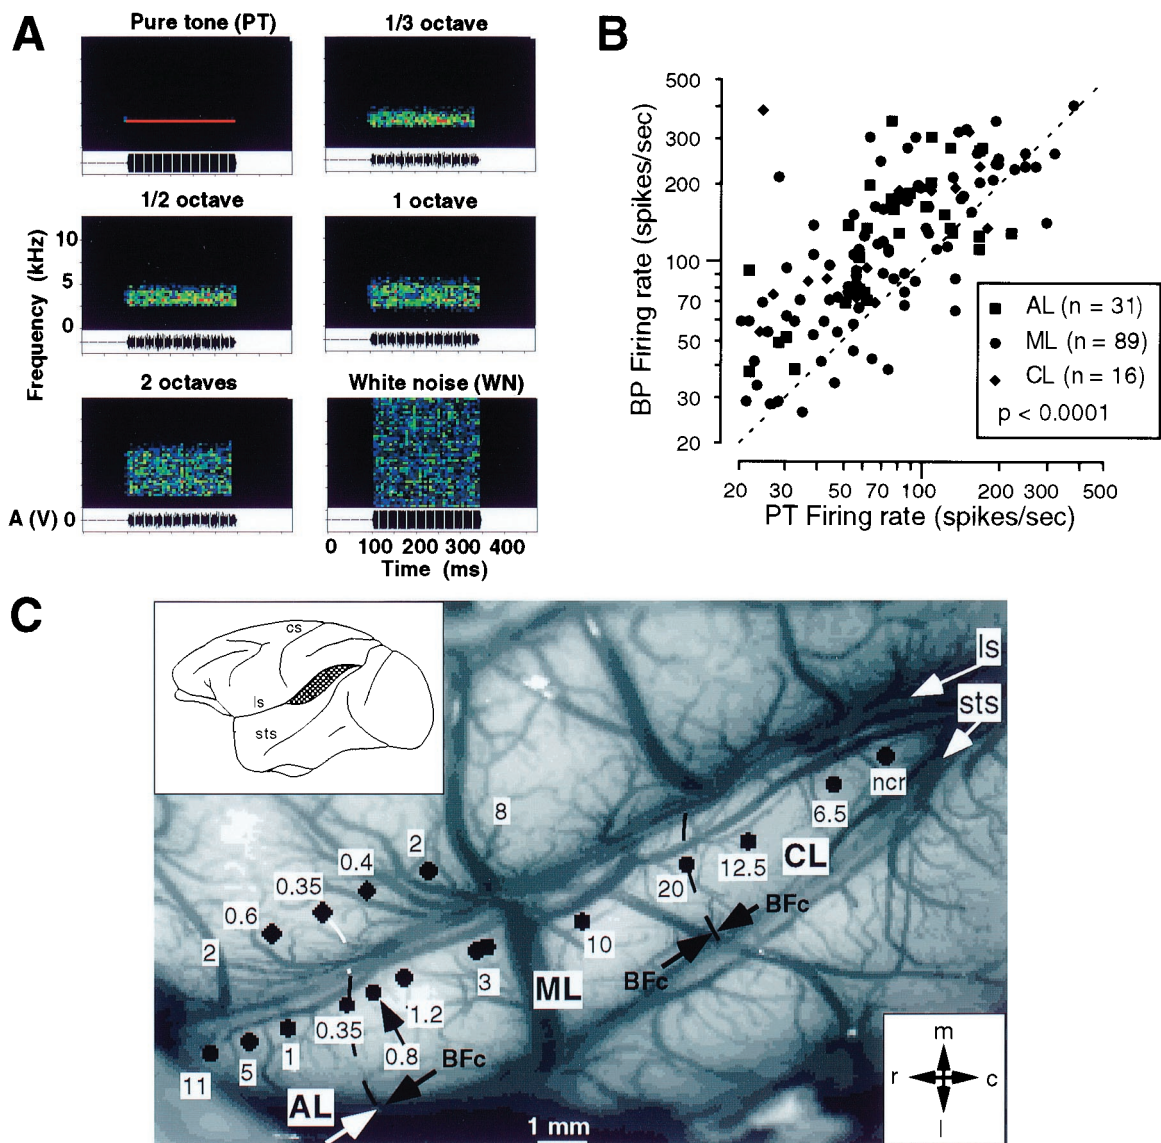 A
Pure tone (PT)
1/3 octave
1/2 octave
1 octave
10
5
0
Frequency (kHz)
2 octaves
White noise (WN)
A (V) 0
0 100 200 300 400
Time (ms)
B
500
300
200
100
70
50
30
20
BP Firing rate (spikes/sec)
20 30 50 70 100 200 300 500
PT Firing rate (spikes/sec)
AL (n = 31)
ML (n = 89)
CL (n = 16)
p < 0.0001
C
cs
ls
sts
ls
sts
ncr
6.5
CL
12.5
20
8
2
0.4
0.35
0.6
2
BFc
BFc
10
ML
3
1.2
0.8
0.35
1
5
11
BFc
AL
1 mm
m
r c
l